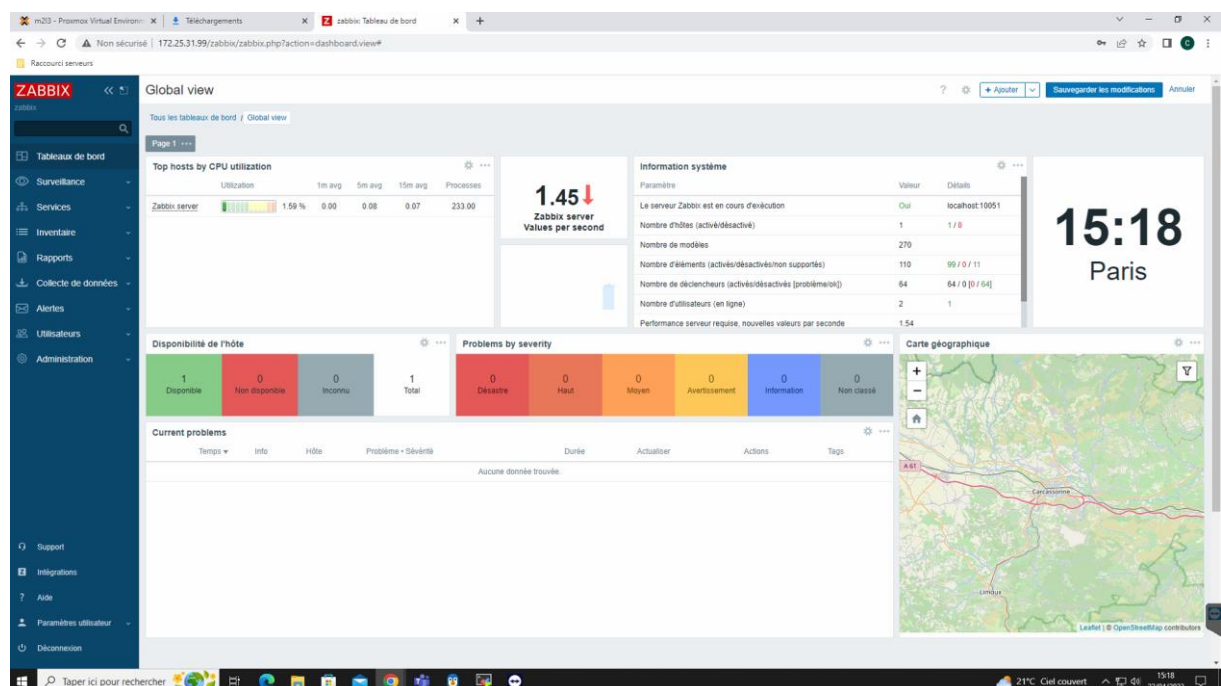 m2l3 - Proxmox Virtual Environ
Téléchargements
zabbix: Tableau de bord
Non sécurisé
172.25.31.99/zabbix/zabbix.php?action=dashboard.view#
Raccourci serveurs
ZABBIX
zabbix
Tableaux de bord
Surveillance
Services
Inventaire
Rapports
Collecte de données
Alertes
Utilisateurs
Administration
Support
Intégrations
Aide
Paramètres utilisateur
Déconnexion
Global view
? + Ajouter Sauvegarder les modifications Annuler
Tous les tableaux de bord / Global view
Page 1
Top hosts by CPU utilization
Utilization 1m avg 5m avg 15m avg Processes
Zabbix server 1.59 % 0.00 0.08 0.07 233.00
1.45
Zabbix server
Values per second
Information système
Paramètre Valeur Détails
Le serveur Zabbix est en cours d'exécution Oui localhost:10051
Nombre d'hôtes (activé/désactivé) 1 1 / 0
Nombre de modèles 270
Nombre d'éléments (activés/désactivés/non supportés) 110 99 / 0 / 11
Nombre de déclencheurs (activés/désactivés [problème/ok]) 64 64 / 0 [0 / 64]
Nombre d'utilisateurs (en ligne) 2 1
Performance serveur requise, nouvelles valeurs par seconde 1.54
15:18
Paris
Disponibilité de l'hôte
1 Disponible
0 Non disponible
0 Inconnu
1 Total
Problems by severity
0 Désastre
0 Haut
0 Moyen
0 Avertissement
0 Information
0 Non classé
Carte géographique
+
−
A 61
Carcassonne
Limoux
Leaflet | © OpenStreetMap contributors
Current problems
Temps Info Hôte Problème • Sévérité Durée Actualiser Actions Tags
Aucune donnée trouvée.
Taper ici pour rechercher
21°C Ciel couvert
15:18